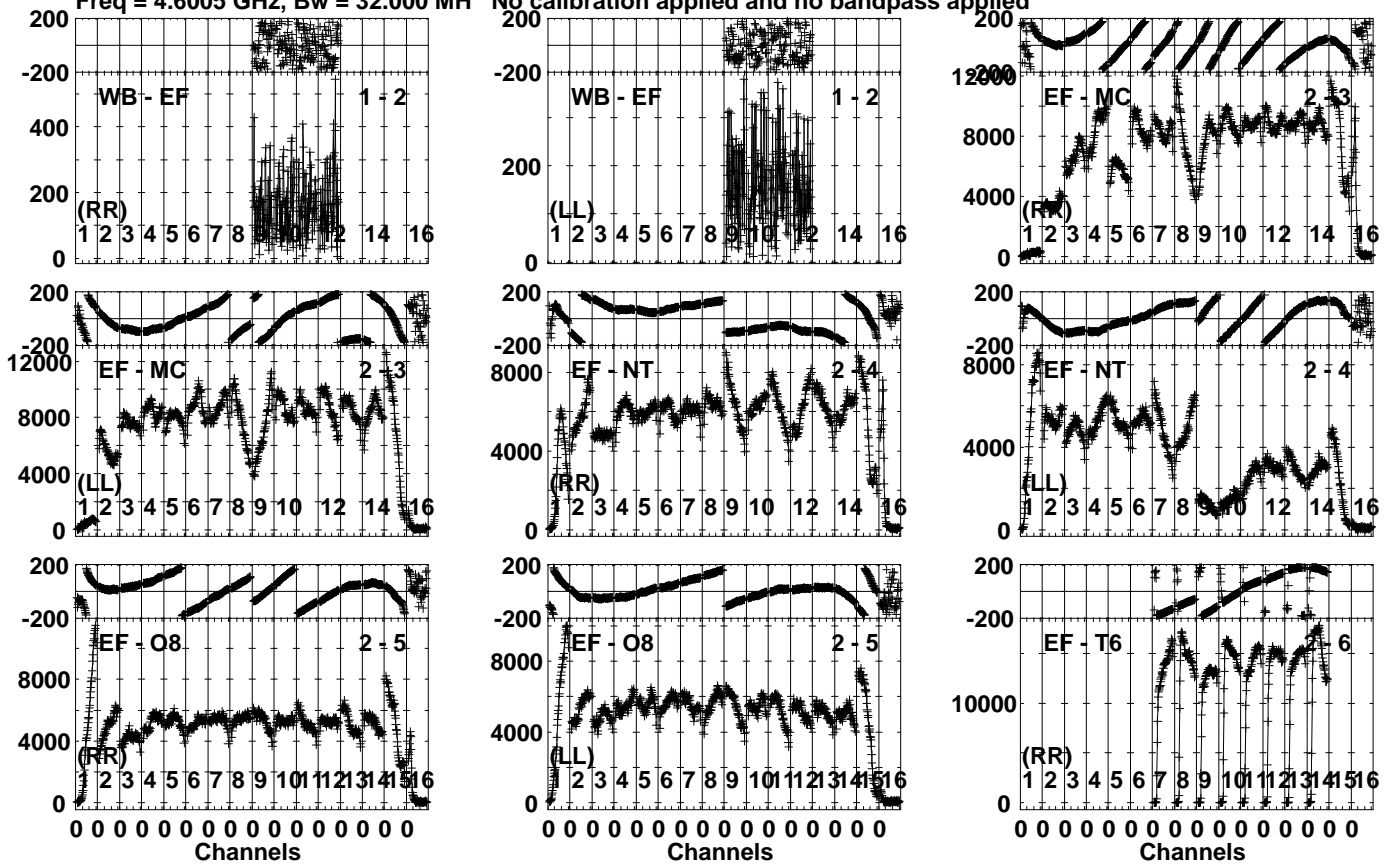 Freq = 4.6005 GHz, Bw = 32.000 MH No calibration applied and no bandpass applied
200
-200
WB - EF 1 - 2
400
200
0
(RR)
1 2 3 4 5 6 7 8 9 10 12 14 16
200
-200
WB - EF 1 - 2
200
0
(LL)
1 2 3 4 5 6 7 8 9 10 12 14 16
200
-200
12000
EF - MC 2 - 3
8000
4000
0
(RR)
1 2 3 4 5 6 7 8 9 10 12 14 16
200
-200
12000
EF - MC 2 - 3
8000
4000
0
(LL)
1 2 3 4 5 6 7 8 9 10 12 14 16
200
-200
EF - NT 2 - 4
8000
4000
0
(RR)
1 2 3 4 5 6 7 8 9 10 12 14 16
200
-200
EF - NT 2 - 4
8000
4000
0
(LL)
1 2 3 4 5 6 7 8 9 10 12 14 16
200
-200
EF - O8 2 - 5
8000
4000
0
(RR)
1 2 3 4 5 6 7 8 9 10 11 12 13 14 15 16
0 0 0 0 0 0 0 0 0 0 0 0 0 0 0 0
Channels
200
-200
EF - O8 2 - 5
8000
4000
0
(LL)
1 2 3 4 5 6 7 8 9 10 11 12 14 15 16
0 0 0 0 0 0 0 0 0 0 0 0 0 0 0 0
Channels
200
-200
EF - T6 2 - 6
10000
0
(RR)
1 2 3 4 5 6 7 8 9 10 11 12 13 14 15 16
0 0 0 0 0 0 0 0 0 0 0 0 0 0 0 0
Channels